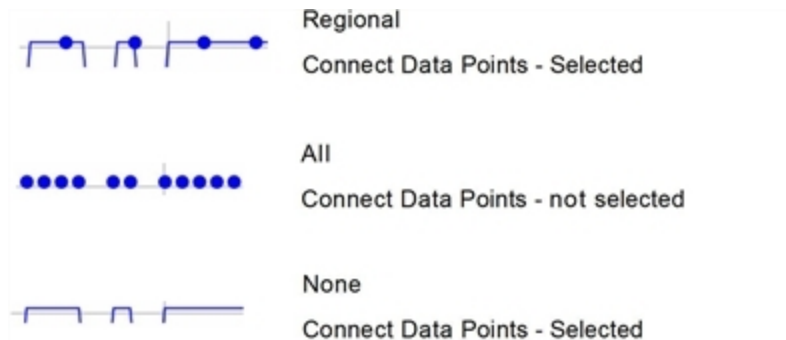 Regional
Connect Data Points - Selected
All
Connect Data Points - not selected
None
Connect Data Points - Selected